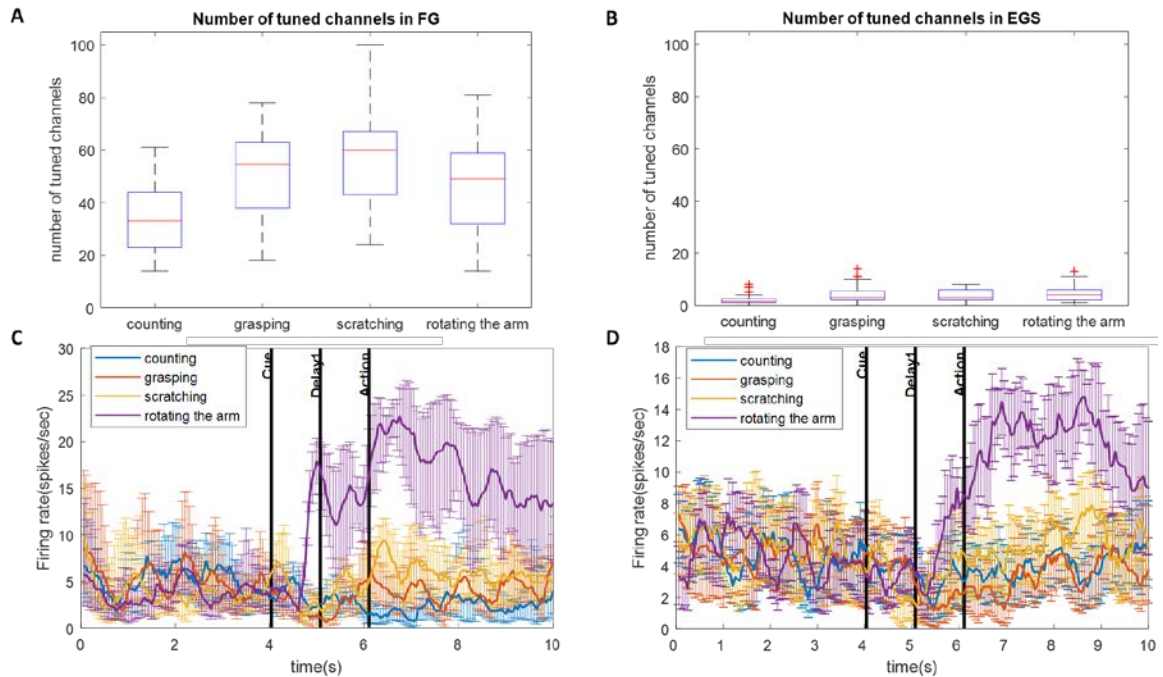 A
Number of tuned channels in FG
number of tuned channels
100
80
60
40
20
0
counting
grasping
scratching
rotating the arm
B
Number of tuned channels in EGS
number of tuned channels
100
80
60
40
20
0
counting
grasping
scratching
rotating the arm
C
Firing rate(spikes/sec)
30
25
20
15
10
5
0
counting
grasping
scratching
rotating the arm
Cue
Delay1
Action
0
2
4
6
8
10
time(s)
D
Firing rate(spikes/sec)
18
16
14
12
10
8
6
4
2
0
counting
grasping
scratching
rotating the arm
Cue
Delay1
Action
0
1
2
3
4
5
6
7
8
9
10
time(s)